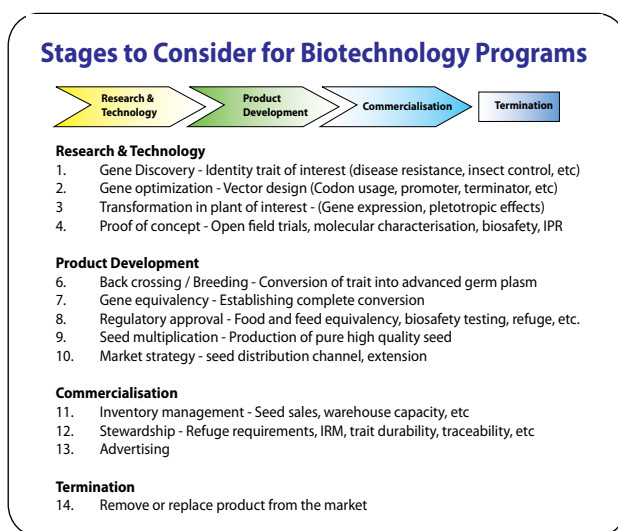 Stages to Consider for Biotechnology Programs
Research &
Technology
Product
Development
Commercialisation
Termination
Research & Technology
1. Gene Discovery - Identity trait of interest (disease resistance, insect control, etc)
2. Gene optimization - Vector design (Codon usage, promoter, terminator, etc)
3 Transformation in plant of interest - (Gene expression, pletotropic effects)
4. Proof of concept - Open field trials, molecular characterisation, biosafety, IPR
Product Development
6. Back crossing / Breeding - Conversion of trait into advanced germ plasm
7. Gene equivalency - Establishing complete conversion
8. Regulatory approval - Food and feed equivalency, biosafety testing, refuge, etc.
9. Seed multiplication - Production of pure high quality seed
10. Market strategy - seed distribution channel, extension
Commercialisation
11. Inventory management - Seed sales, warehouse capacity, etc
12. Stewardship - Refuge requirements, IRM, trait durability, traceability, etc
13. Advertising
Termination
14. Remove or replace product from the market